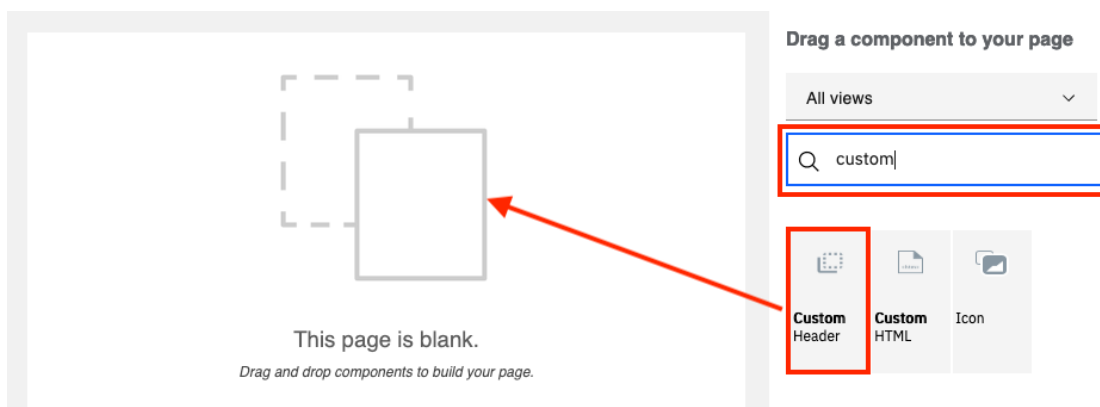 Drag a component to your page
All views
custom
Custom
Header
Custom
HTML
Icon
This page is blank.
Drag and drop components to build your page.